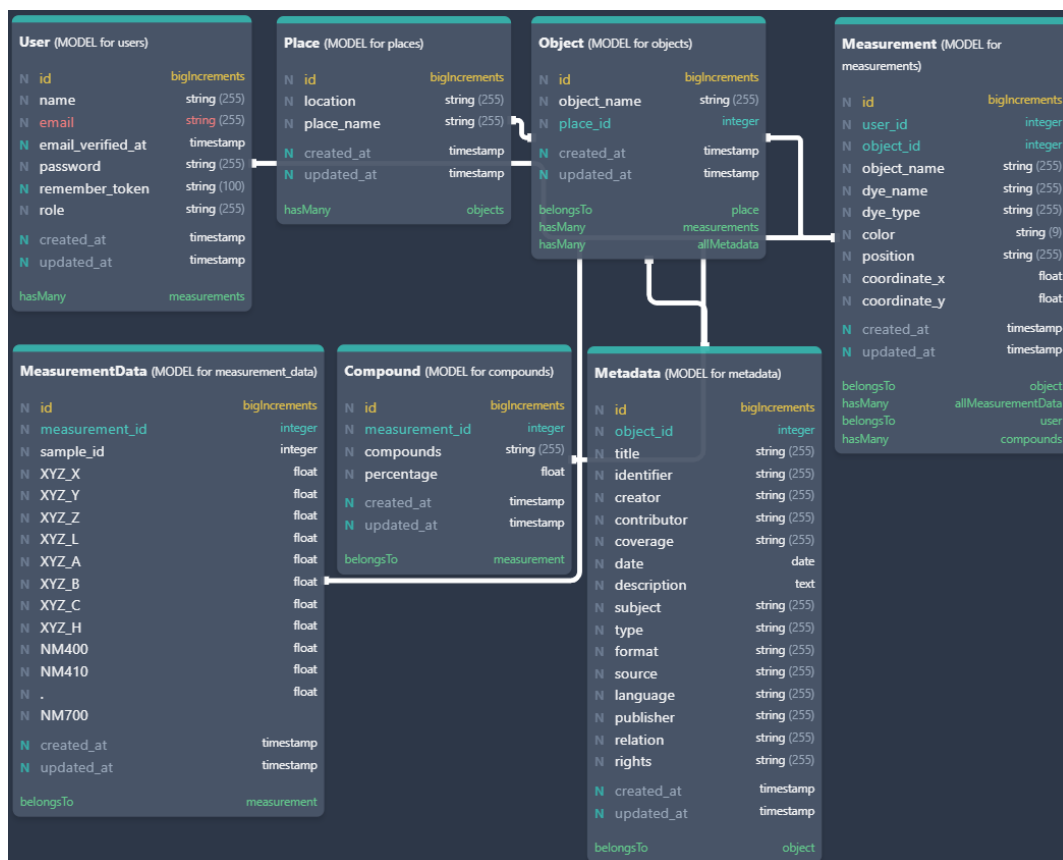 User (MODEL for users)
N id bigIncrements
N name string (255)
N email string (255)
N email_verified_at timestamp
N password string (255)
N remember_token string (100)
N role string (255)
N created_at timestamp
N updated_at timestamp
hasMany measurements
Place (MODEL for places)
N id bigIncrements
N location string (255)
N place_name string (255)
N created_at timestamp
N updated_at timestamp
hasMany objects
Object (MODEL for objects)
N id bigIncrements
N object_name string (255)
N place_id integer
N created_at timestamp
N updated_at timestamp
belongsTo place
hasMany measurements
hasMany allMetadata
Measurement (MODEL for
measurements)
N id bigIncrements
N user_id integer
N object_id integer
N object_name string (255)
N dye_name string (255)
N dye_type string (255)
N color string (9)
N position string (255)
N coordinate_x float
N coordinate_y float
N created_at timestamp
N updated_at timestamp
belongsTo object
hasMany allMeasurementData
belongsTo user
hasMany compounds
MeasurementData (MODEL for measurement_data)
N id bigIncrements
N measurement_id integer
N sample_id integer
N XYZ_X float
N XYZ_Y float
N XYZ_Z float
N XYZ_L float
N XYZ_A float
N XYZ_B float
N XYZ_C float
N XYZ_H float
N NM400 float
N NM410 float
N . float
N NM700
N created_at timestamp
N updated_at timestamp
belongsTo measurement
Compound (MODEL for compounds)
N id bigIncrements
N measurement_id integer
N compounds string (255)
N percentage float
N created_at timestamp
N updated_at timestamp
belongsTo measurement
Metadata (MODEL for metadata)
N id bigIncrements
N object_id integer
N title string (255)
N identifier string (255)
N creator string (255)
N contributor string (255)
N coverage string (255)
N date date
N description text
N subject string (255)
N type string (255)
N format string (255)
N source string (255)
N language string (255)
N publisher string (255)
N relation string (255)
N rights string (255)
N created_at timestamp
N updated_at timestamp
belongsTo object